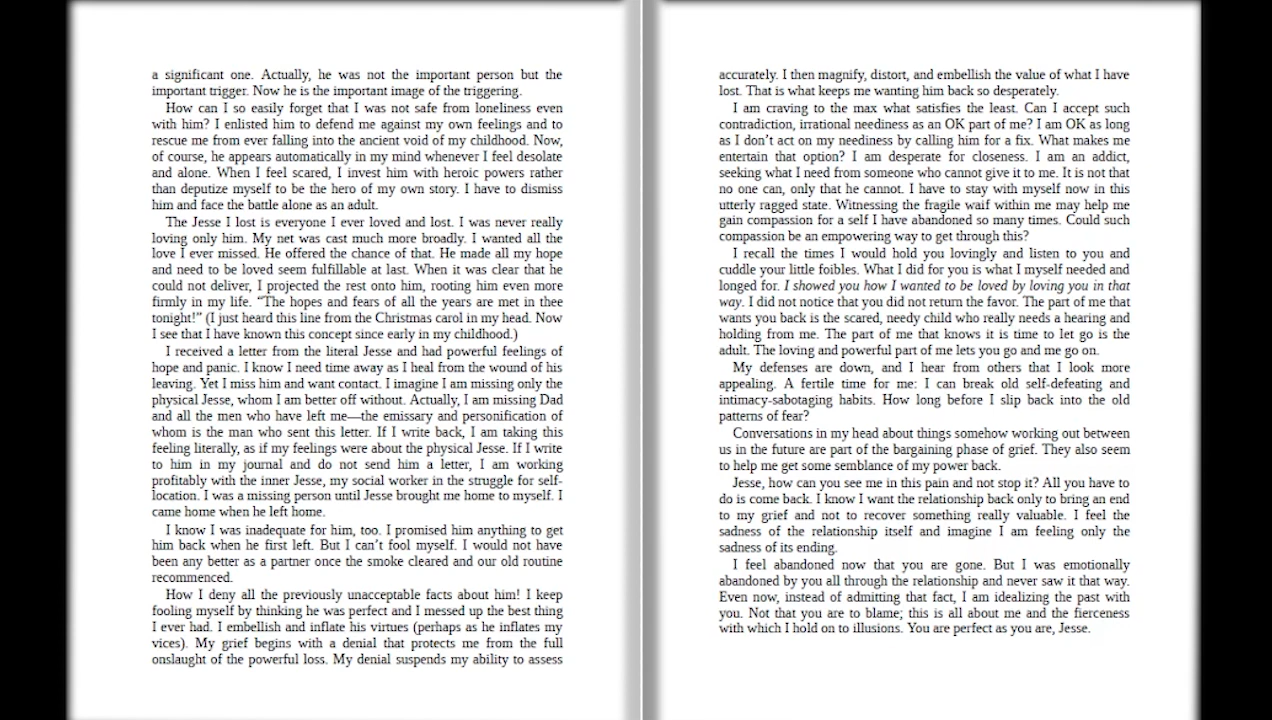 a significant one. Actually, he was not the important person but the
important trigger. Now he is the important image of the triggering.
How can I so easily forget that I was not safe from loneliness even
with him? I enlisted him to defend me against my own feelings and to
rescue me from ever falling into the ancient void of my childhood. Now,
of course, he appears automatically in my mind whenever I feel desolate
and alone. When I feel scared, I invest him with heroic powers rather
than deputize myself to be the hero of my own story. I have to dismiss
him and face the battle alone as an adult.
The Jesse I lost is everyone I ever loved and lost. I was never really
loving only him. My net was cast much more broadly. I wanted all the
love I ever missed. He offered the chance of that. He made all my hope
and need to be loved seem fulfillable at last. When it was clear that he
could not deliver, I projected the rest onto him, rooting him even more
firmly in my life. “The hopes and fears of all the years are met in thee
tonight!” (I just heard this line from the Christmas carol in my head. Now
I see that I have known this concept since early in my childhood.)
I received a letter from the literal Jesse and had powerful feelings of
hope and panic. I know I need time away as I heal from the wound of his
leaving. Yet I miss him and want contact. I imagine I am missing only the
physical Jesse, whom I am better off without. Actually, I am missing Dad
and all the men who have left me—the emissary and personification of
whom is the man who sent this letter. If I write back, I am taking this
feeling literally, as if my feelings were about the physical Jesse. If I write
to him in my journal and do not send him a letter, I am working
profitably with the inner Jesse, my social worker in the struggle for self-
location. I was a missing person until Jesse brought me home to myself. I
came home when he left home.
I know I was inadequate for him, too. I promised him anything to get
him back when he first left. But I can’t fool myself. I would not have
been any better as a partner once the smoke cleared and our old routine
recommenced.
How I deny all the previously unacceptable facts about him! I keep
fooling myself by thinking he was perfect and I messed up the best thing
I ever had. I embellish and inflate his virtues (perhaps as he inflates my
vices). My grief begins with a denial that protects me from the full
onslaught of the powerful loss. My denial suspends my ability to assess
accurately. I then magnify, distort, and embellish the value of what I have
lost. That is what keeps me wanting him back so desperately.
I am craving to the max what satisfies the least. Can I accept such
contradiction, irrational neediness as an OK part of me? I am OK as long
as I don’t act on my neediness by calling him for a fix. What makes me
entertain that option? I am desperate for closeness. I am an addict,
seeking what I need from someone who cannot give it to me. It is not that
no one can, only that he cannot. I have to stay with myself now in this
utterly ragged state. Witnessing the fragile waif within me may help me
gain compassion for a self I have abandoned so many times. Could such
compassion be an empowering way to get through this?
I recall the times I would hold you lovingly and listen to you and
cuddle your little foibles. What I did for you is what I myself needed and
longed for. I showed you how I wanted to be loved by loving you in that
way. I did not notice that you did not return the favor. The part of me that
wants you back is the scared, needy child who really needs a hearing and
holding from me. The part of me that knows it is time to let go is the
adult. The loving and powerful part of me lets you go and me go on.
My defenses are down, and I hear from others that I look more
appealing. A fertile time for me: I can break old self-defeating and
intimacy-sabotaging habits. How long before I slip back into the old
patterns of fear?
Conversations in my head about things somehow working out between
us in the future are part of the bargaining phase of grief. They also seem
to help me get some semblance of my power back.
Jesse, how can you see me in this pain and not stop it? All you have to
do is come back. I know I want the relationship back only to bring an end
to my grief and not to recover something really valuable. I feel the
sadness of the relationship itself and imagine I am feeling only the
sadness of its ending.
I feel abandoned now that you are gone. But I was emotionally
abandoned by you all through the relationship and never saw it that way.
Even now, instead of admitting that fact, I am idealizing the past with
you. Not that you are to blame; this is all about me and the fierceness
with which I hold on to illusions. You are perfect as you are, Jesse.